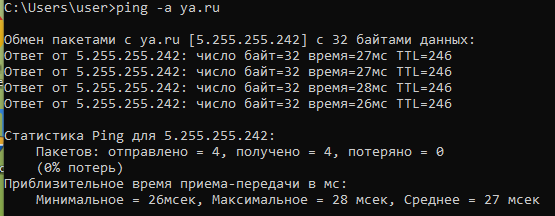 C:\Users\user>ping -a ya.ru
Обмен пакетами с ya.ru [5.255.255.242] с 32 байтами данных:
Ответ от 5.255.255.242: число байт=32 время=27мс TTL=246
Ответ от 5.255.255.242: число байт=32 время=27мс TTL=246
Ответ от 5.255.255.242: число байт=32 время=28мс TTL=246
Ответ от 5.255.255.242: число байт=32 время=26мс TTL=246
Статистика Ping для 5.255.255.242:
Пакетов: отправлено = 4, получено = 4, потеряно = 0
(0% потерь)
Приблизительное время приема-передачи в мс:
Минимальное = 26мсек, Максимальное = 28 мсек, Среднее = 27 мсек